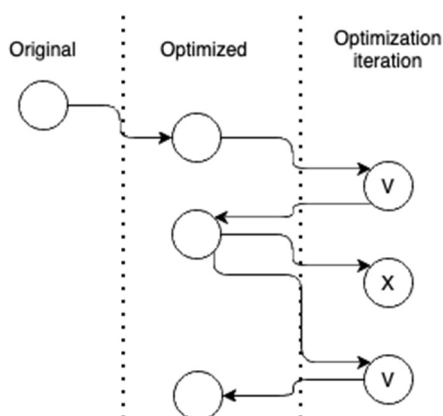 Original
Optimized
Optimization
iteration
V
X
V